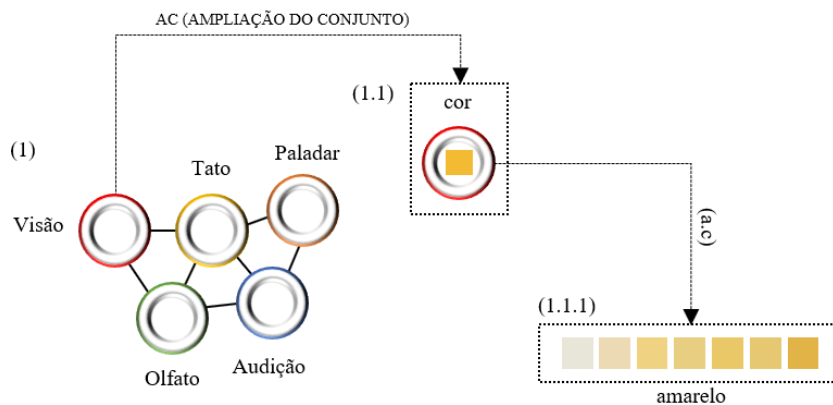 AC (AMPLIAÇÃO DO CONJUNTO)
(1.1)
cor
(1)
Tato
Paladar
Visão
(a.c)
(1.1.1)
Olfato
Audição
amarelo